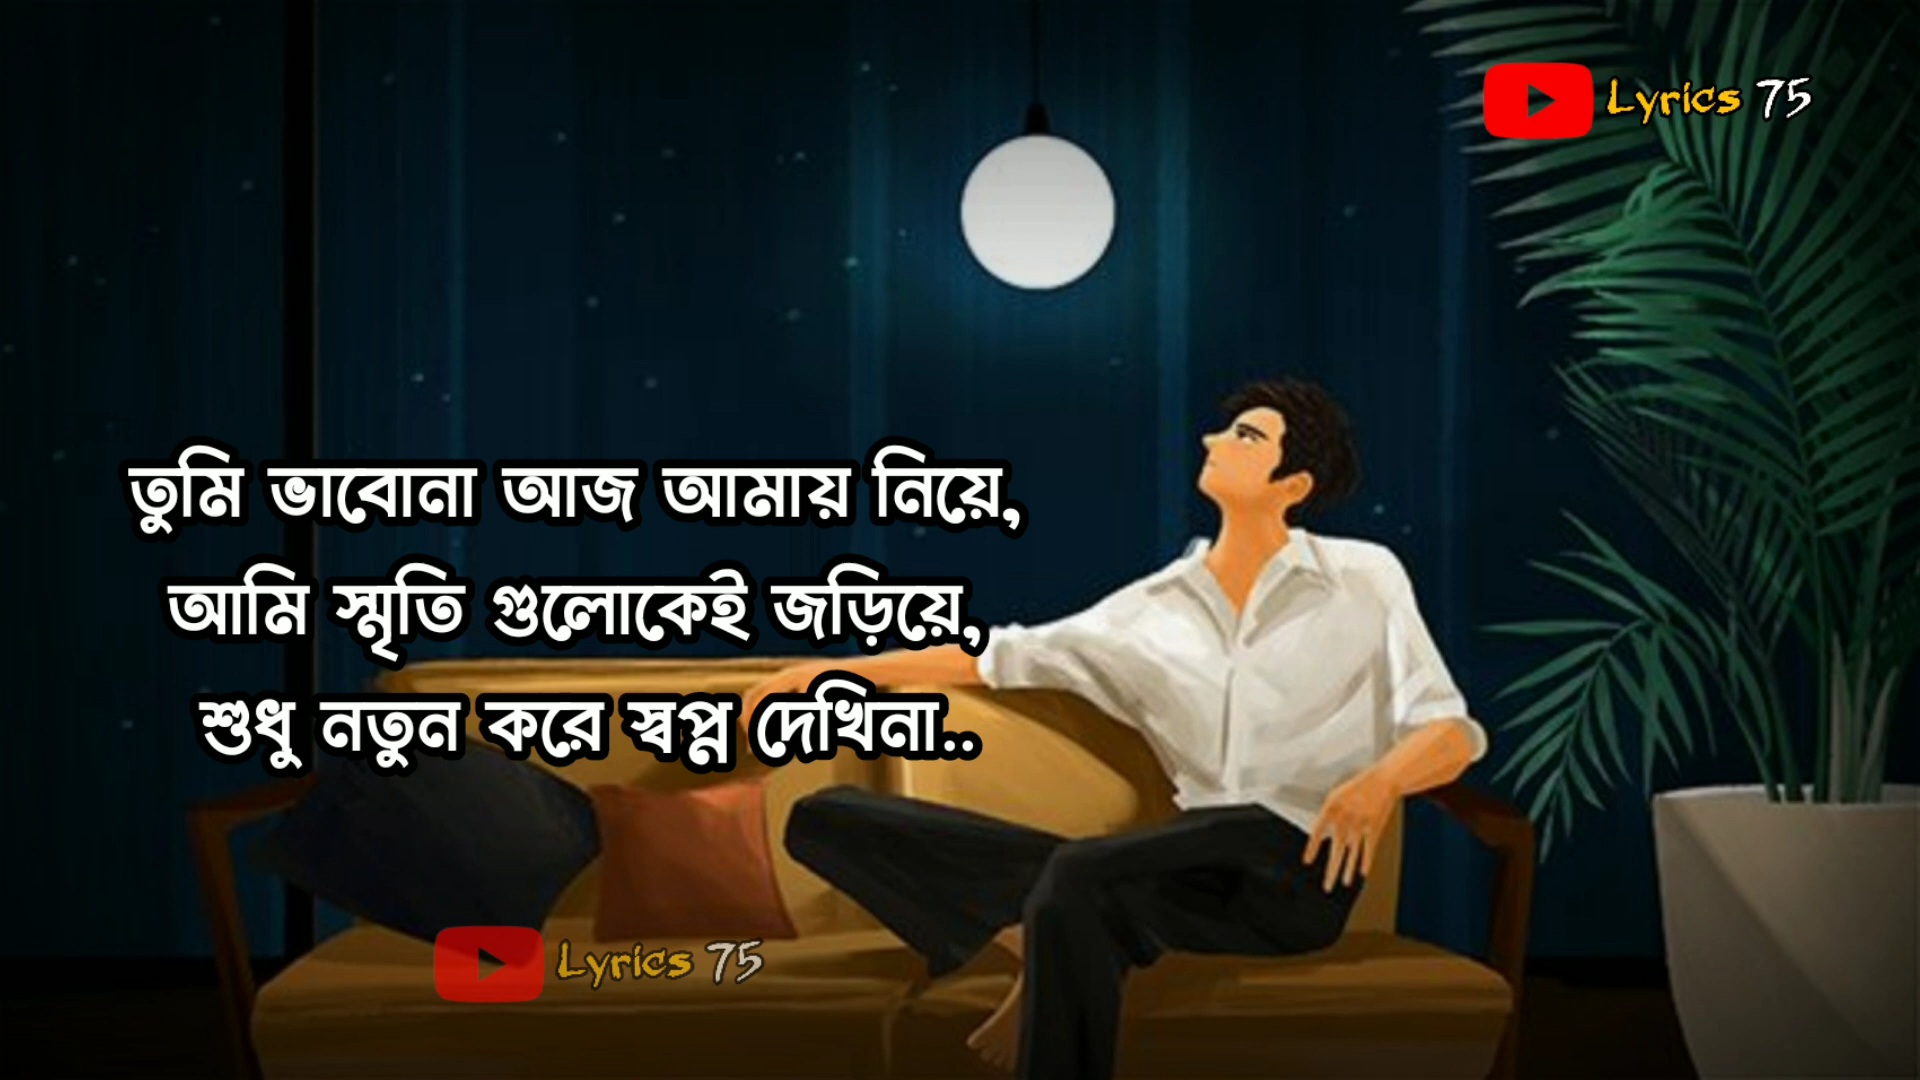 Lyrics 75
তুমি ভাবোনা আজ আমায় নিয়ে,
আমি স্মৃতি গুলোকেই জড়িয়ে,
শুধু নতুন করে স্বপ্ন দেখিনা..
Lyrics 75